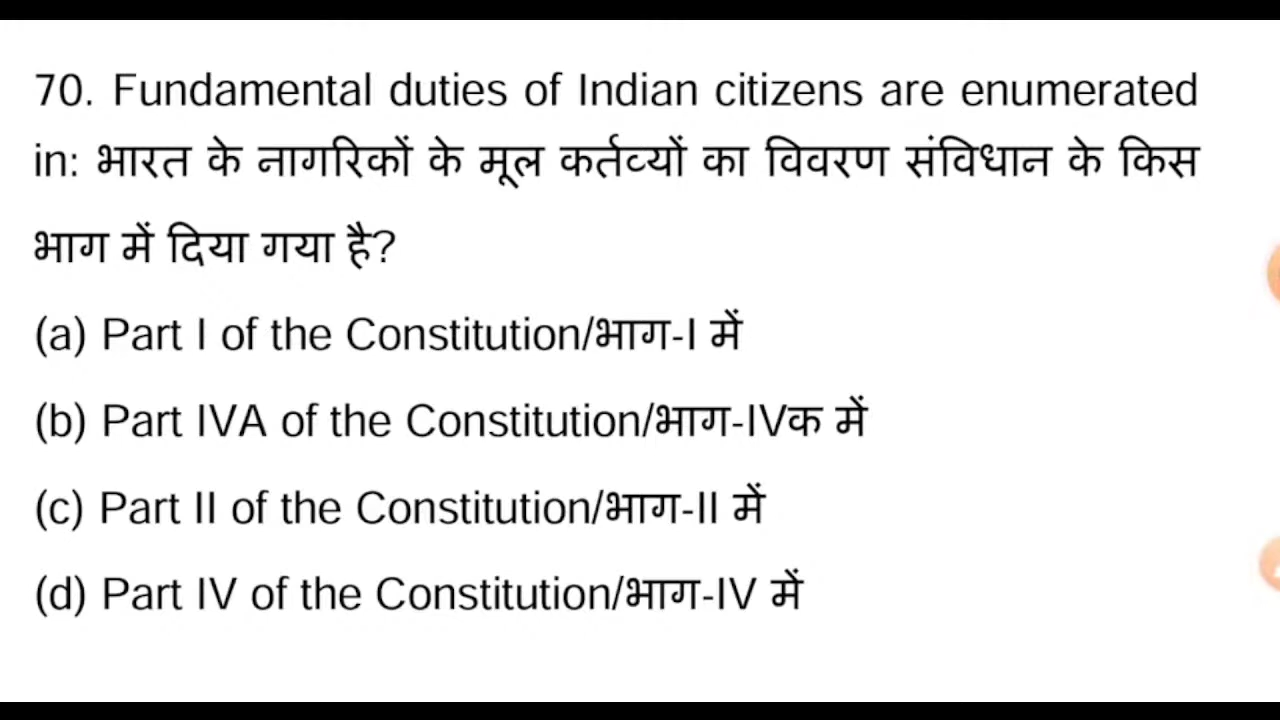 70. Fundamental duties of Indian citizens are enumerated
in: भारत के नागरिकों के मूल कर्तव्यों का विवरण संविधान के किस
भाग में दिया गया है?
(a) Part I of the Constitution/भाग-I में
(b) Part IVA of the Constitution/भाग-IVक में
(c) Part II of the Constitution/भाग-II में
(d) Part IV of the Constitution/भाग-IV में